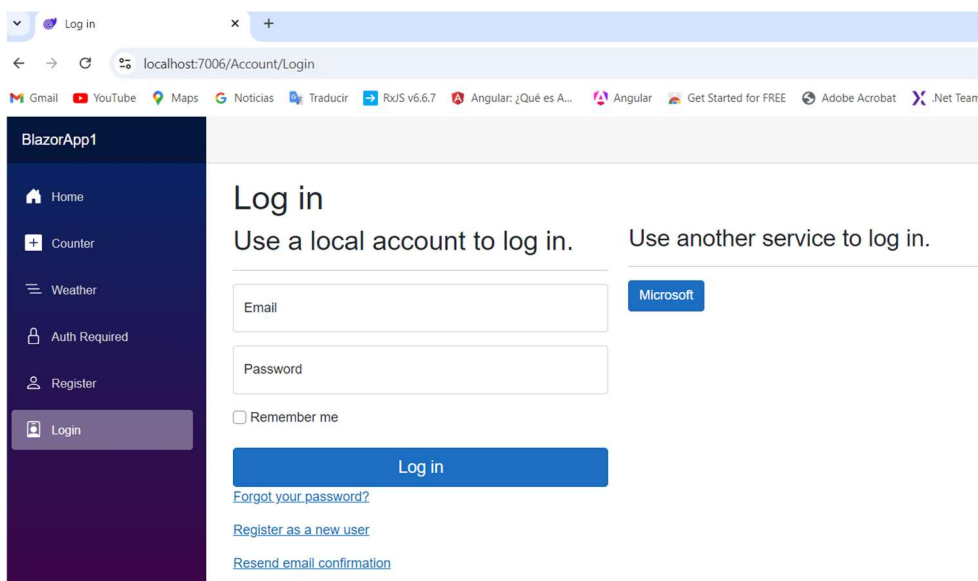 Log in
localhost:7006/Account/Login
Gmail YouTube Maps Noticias Traducir RxJS v6.6.7 Angular: ¿Qué es A... Angular Get Started for FREE Adobe Acrobat .Net Team
BlazorApp1
Home
Counter
Weather
Auth Required
Register
Login
Log in
Use a local account to log in.
Email
Password
Remember me
Log in
Forgot your password?
Register as a new user
Resend email confirmation
Use another service to log in.
Microsoft